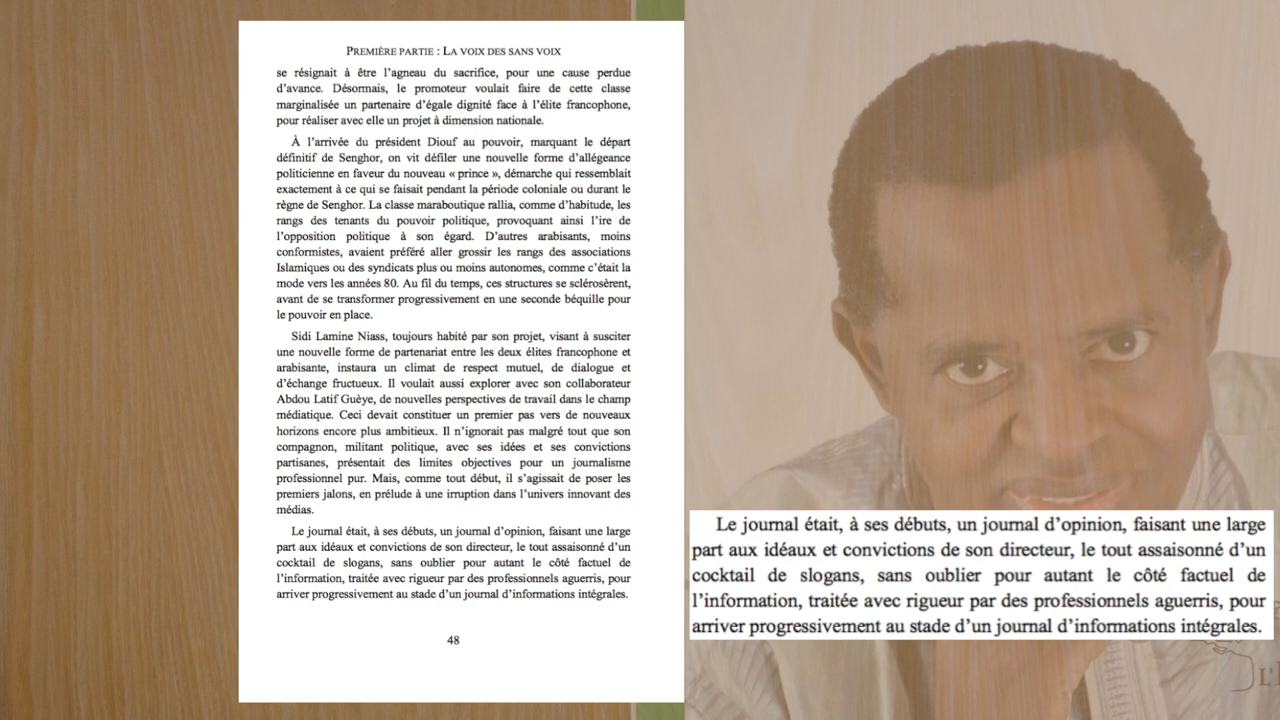 PREMIÈRE PARTIE : LA VOIX DES SANS VOIX
se résignait à être l’agneau du sacrifice, pour une cause perdue
d’avance. Désormais, le promoteur voulait faire de cette classe
marginalisée un partenaire d’égale dignité face à l’élite francophone,
pour réaliser avec elle un projet à dimension nationale.
À l’arrivée du président Diouf au pouvoir, marquant le départ
définitif de Senghor, on vit défiler une nouvelle forme d’allégeance
politicienne en faveur du nouveau « prince », démarche qui ressemblait
exactement à ce qui se faisait pendant la période coloniale ou durant le
règne de Senghor. La classe maraboutique rallia, comme d’habitude, les
rangs des tenants du pouvoir politique, provoquant ainsi l’ire de
l’opposition politique à son égard. D’autres arabisants, moins
conformistes, avaient préféré aller grossir les rangs des associations
Islamiques ou des syndicats plus ou moins autonomes, comme c’était la
mode vers les années 80. Au fil du temps, ces structures se sclérosèrent,
avant de se transformer progressivement en une seconde béquille pour
le pouvoir en place.
Sidi Lamine Niass, toujours habité par son projet, visant à susciter
une nouvelle forme de partenariat entre les deux élites francophone et
arabisante, instaura un climat de respect mutuel, de dialogue et
d’échange fructueux. Il voulait aussi explorer avec son collaborateur
Abdou Latif Guèye, de nouvelles perspectives de travail dans le champ
médiatique. Ceci devait constituer un premier pas vers de nouveaux
horizons encore plus ambitieux. Il n’ignorait pas malgré tout que son
compagnon, militant politique, avec ses idées et ses convictions
partisanes, présentait des limites objectives pour un journalisme
professionnel pur. Mais, comme tout début, il s’agissait de poser les
premiers jalons, en prélude à une irruption dans l’univers innovant des
médias.
Le journal était, à ses débuts, un journal d’opinion, faisant une large
part aux idéaux et convictions de son directeur, le tout assaisonné d’un
cocktail de slogans, sans oublier pour autant le côté factuel de
l’information, traitée avec rigueur par des professionnels aguerris, pour
arriver progressivement au stade d’un journal d’informations intégrales.
48
Le journal était, à ses débuts, un journal d’opinion, faisant une large
part aux idéaux et convictions de son directeur, le tout assaisonné d’un
cocktail de slogans, sans oublier pour autant le côté factuel de
l’information, traitée avec rigueur par des professionnels aguerris, pour
arriver progressivement au stade d’un journal d’informations intégrales.